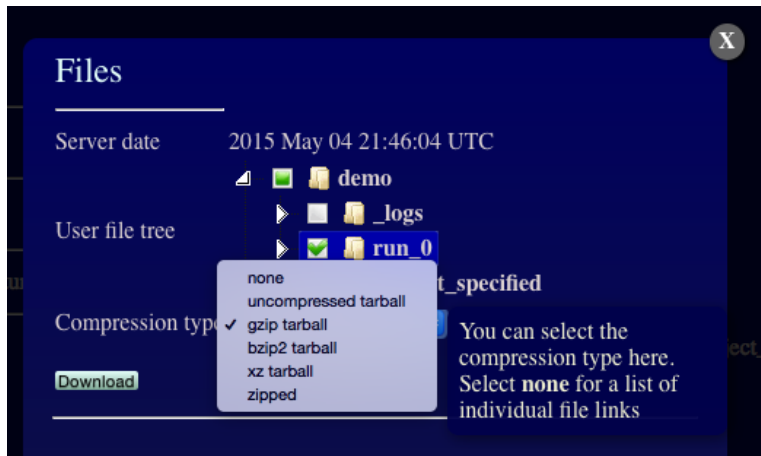 X
Files
Server date 2015 May 04 21:46:04 UTC
demo
_logs
User file tree
run_0
t_specified
none
uncompressed tarball
Compression type ✓ gzip tarball
bzip2 tarball
xz tarball
zipped
You can select the
compression type here.
Select none for a list of
individual file links
Download